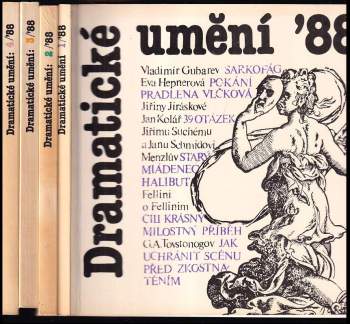 Dramatické umění: 4/'88
Dramatické umění: 3/'88
Dramatické umění: 2/'88
Dramatické umění: 1/'88
Dramatické
umění '88
Vladimir Gubarev SARKOFÁG
Eva Hepnerová POKÁNÍ
PRADLENA VLČKOVÁ
Jiřiny Jiráskové
Jan Kolář 39 OTÁZEK
Jiřímu Suchému
a Janu Schmidovi
Menzlův STARÝ
MLÁDENEC
HALIBUT
Fellini
o Fellinim
ČILI KRÁSNÝ
MILOSTNÝ PŘÍBĚH
G.A. Tovstonogov JAK
UCHRÁNIT SCÉNU
PŘED ZKOSTNA-
TĚNÍM